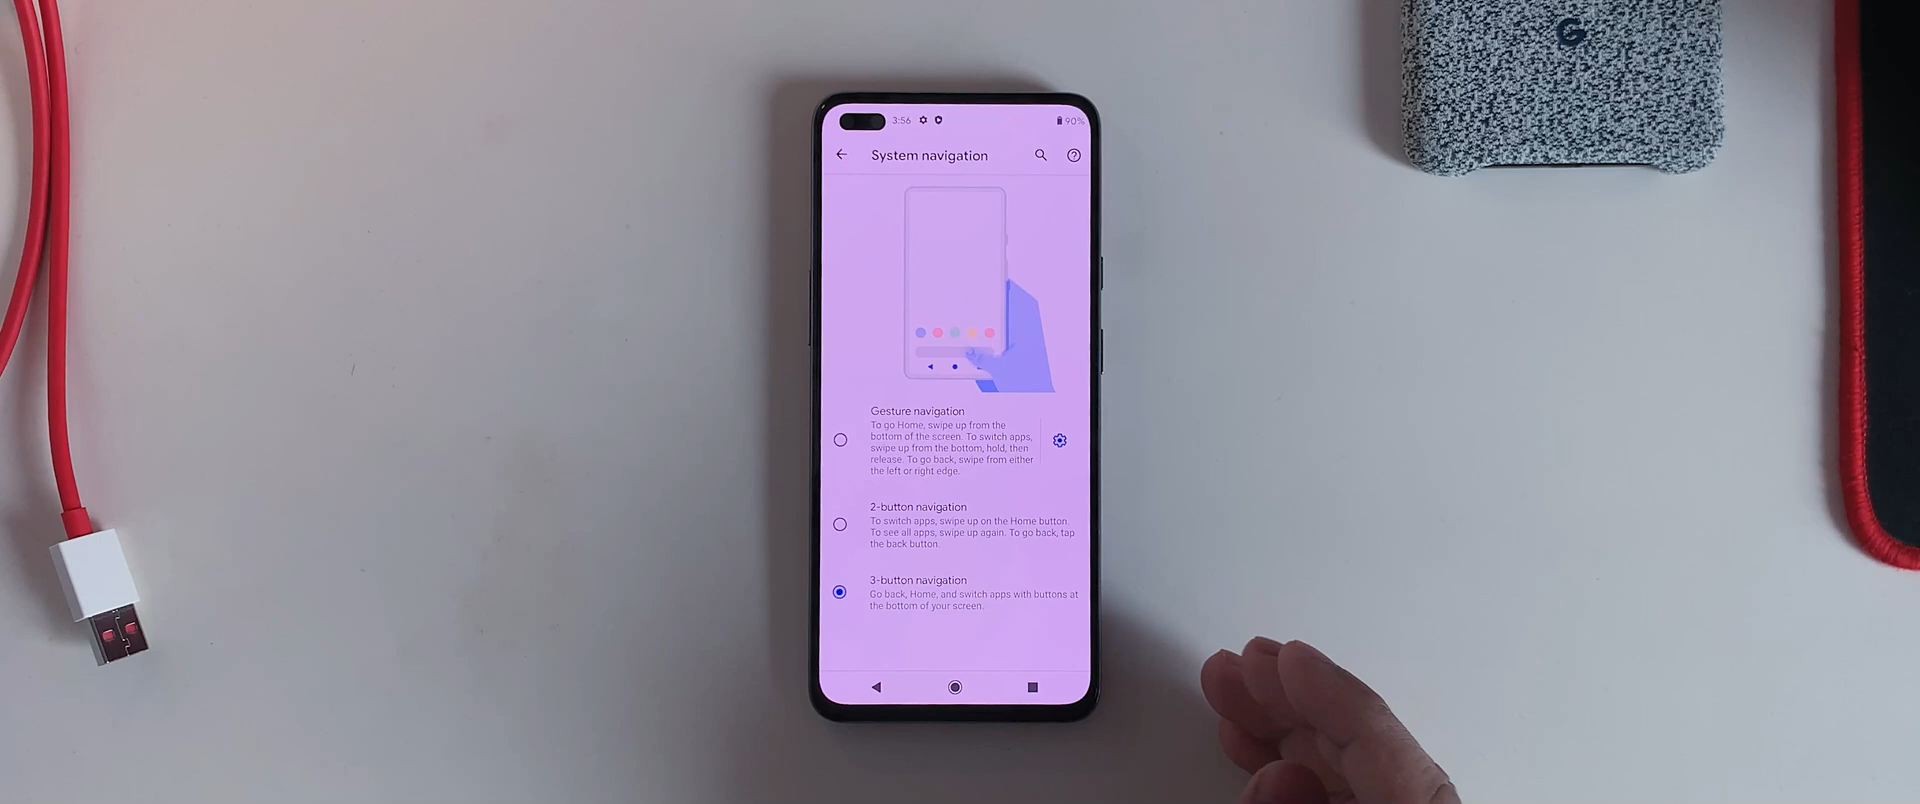 3:56 90%
System navigation
Gesture navigation
To go Home, swipe up from the
bottom of the screen. To switch apps,
swipe up from the bottom, hold, then
release. To go back, swipe from either
the left or right edge.
2-button navigation
To switch apps, swipe up on the Home button.
To see all apps, swipe up again. To go back, tap
the back button.
3-button navigation
Go back, Home, and switch apps with buttons at
the bottom of your screen.
G